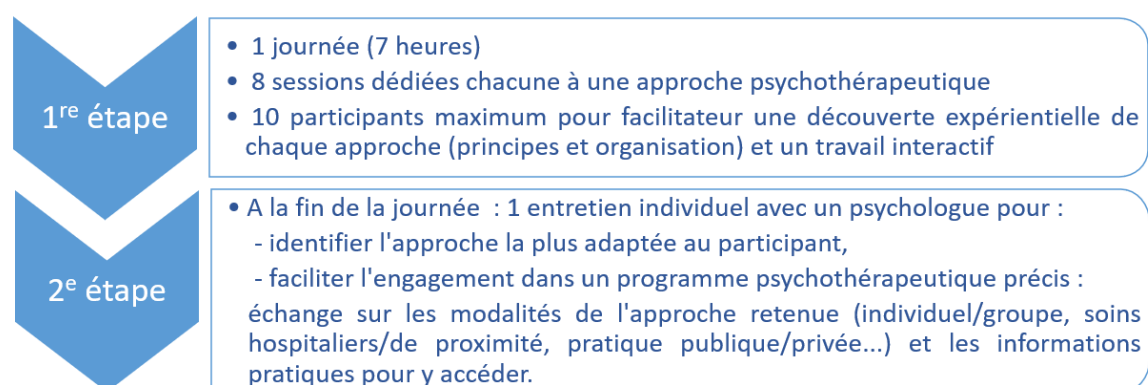 1re étape
• 1 journée (7 heures)
• 8 sessions dédiées chacune à une approche psychothérapeutique
• 10 participants maximum pour facilitateur une découverte expérientielle de
chaque approche (principes et organisation) et un travail interactif
2e étape
• A la fin de la journée : 1 entretien individuel avec un psychologue pour :
- identifier l'approche la plus adaptée au participant,
- faciliter l'engagement dans un programme psychothérapeutique précis :
échange sur les modalités de l'approche retenue (individuel/groupe, soins
hospitaliers/de proximité, pratique publique/privée...) et les informations
pratiques pour y accéder.